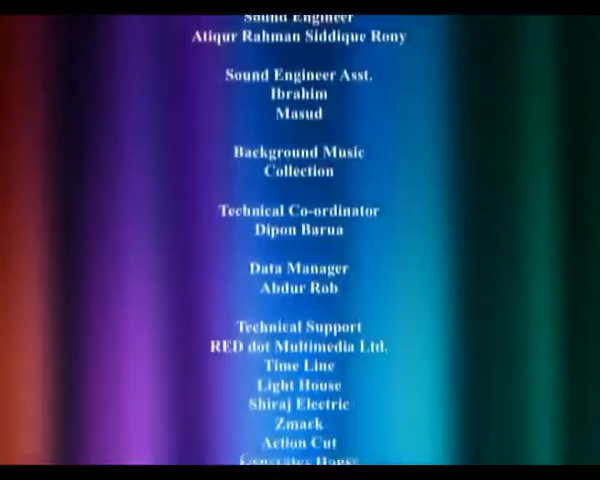 Sound Engineer
Atiqur Rahman Siddique Rony
Sound Engineer Asst.
Ibrahim
Masud
Background Music
Collection
Technical Co-ordinator
Dipon Barua
Data Manager
Abdur Rob
Technical Support
RED dot Multimedia Ltd.
Time Line
Light House
Shiraj Electric
Zmark
Action Cut